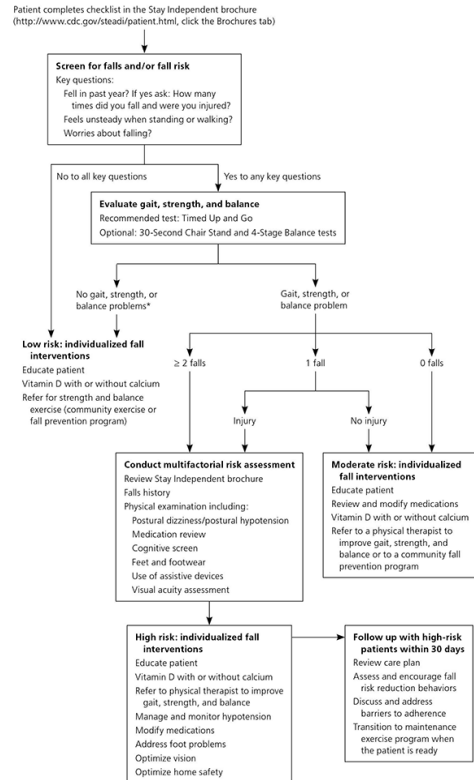 Patient completes checklist in the Stay Independent brochure
(http://www.cdc.gov/steadi/patient.html, click the Brochures tab)
Screen for falls and/or fall risk
Key questions:
Fell in past year? If yes ask: How many
times did you fall and were you injured?
Feels unsteady when standing or walking?
Worries about falling?
No to all key questions
Yes to any key questions
Evaluate gait, strength, and balance
Recommended test: Timed Up and Go
Optional: 30-Second Chair Stand and 4-Stage Balance tests
No gait, strength, or
balance problems*
Gait, strength, or
balance problem
Low risk: individualized fall
interventions
Educate patient
Vitamin D with or without calcium
Refer for strength and balance
exercise (community exercise or
fall prevention program)
≥ 2 falls
1 fall
0 falls
Injury
No injury
Conduct multifactorial risk assessment
Review Stay Independent brochure
Falls history
Physical examination including:
Postural dizziness/postural hypotension
Medication review
Cognitive screen
Feet and footwear
Use of assistive devices
Visual acuity assessment
Moderate risk: individualized
fall interventions
Educate patient
Review and modify medications
Vitamin D with or without calcium
Refer to a physical therapist to
improve gait, strength, and
balance or to a community fall
prevention program
High risk: individualized fall
interventions
Educate patient
Vitamin D with or without calcium
Refer to physical therapist to improve
gait, strength, and balance
Manage and monitor hypotension
Modify medications
Address foot problems
Optimize vision
Optimize home safety
Follow up with high-risk
patients within 30 days
Review care plan
Assess and encourage fall
risk reduction behaviors
Discuss and address
barriers to adherence
Transition to maintenance
exercise program when
the patient is ready